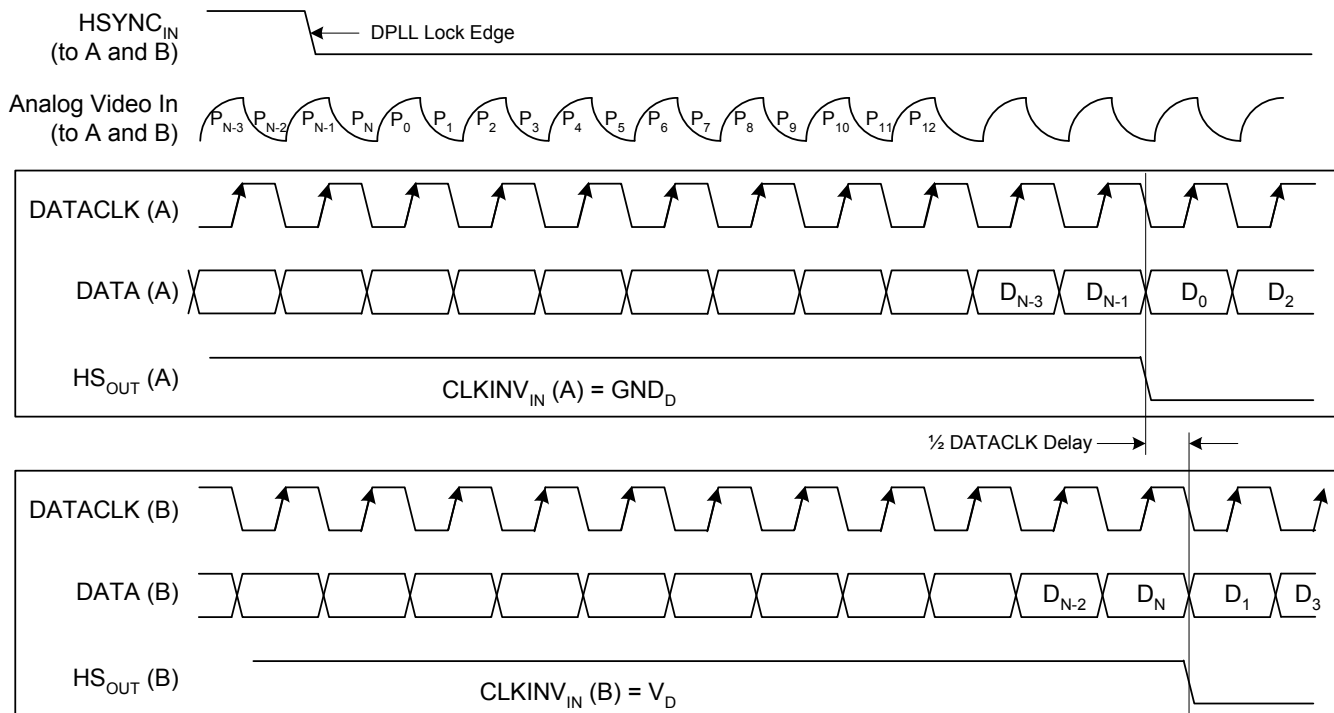 HSYNC_IN
(to A and B)
DPLL Lock Edge
Analog Video In
(to A and B)
P_N-3 P_N-2 P_N-1 P_N P_0 P_1 P_2 P_3 P_4 P_5 P_6 P_7 P_8 P_9 P_10 P_11 P_12
DATACLK (A)
DATA (A)
D_N-3 D_N-1 D_0 D_2
HS_OUT (A)
CLKINV_IN (A) = GND_D
½ DATACLK Delay
DATACLK (B)
DATA (B)
D_N-2 D_N D_1 D_3
HS_OUT (B)
CLKINV_IN (B) = V_D